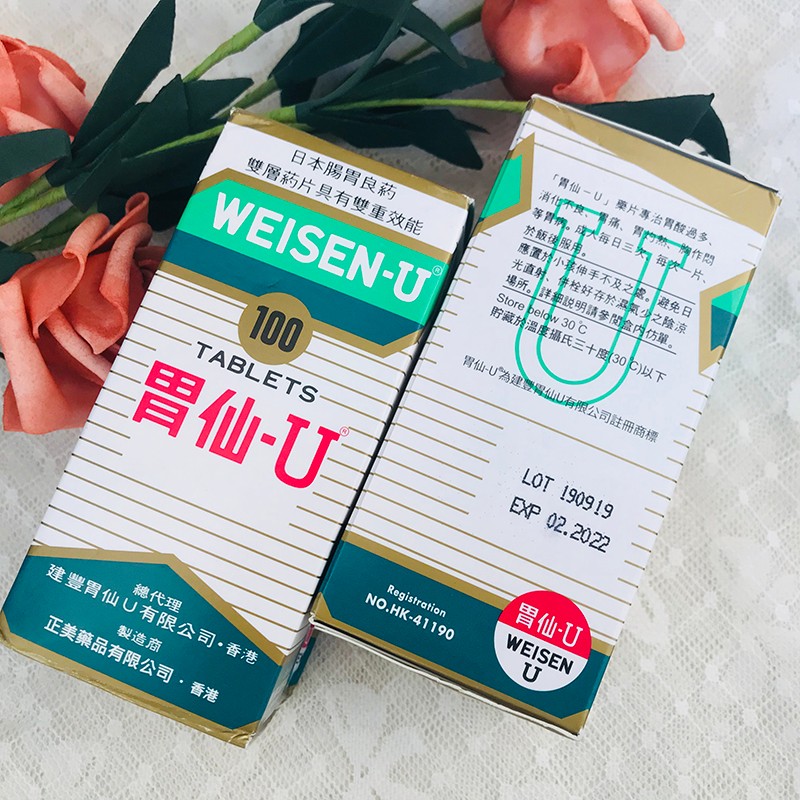 日本腸胃良葯
雙層葯片具有雙重效能
WEISEN-U®
100
TABLETS
胃仙-U®
總代理
建豐胃仙U有限公司·香港
製造商
正美藥品有限公司·香港
「胃仙-U」藥片專治胃酸過多、
消化不良、胃痛、胃灼熱、胸作悶
等胃病。成人每日三次，每次一片、
於飯後服用。
應置於小孩伸手不及之處。避免日
光直射，併栓好存於濕氣少之陰涼
場所。詳細説明請參閲盒内仿單。
Store below 30°C
貯藏於溫度攝氏三十度(30°C)以下
胃仙-U®為建豐胃仙U有限公司註冊商標
U
LOT 190919
EXP 02.2022
Registration
NO.HK-41190
胃仙-U
WEISEN
U